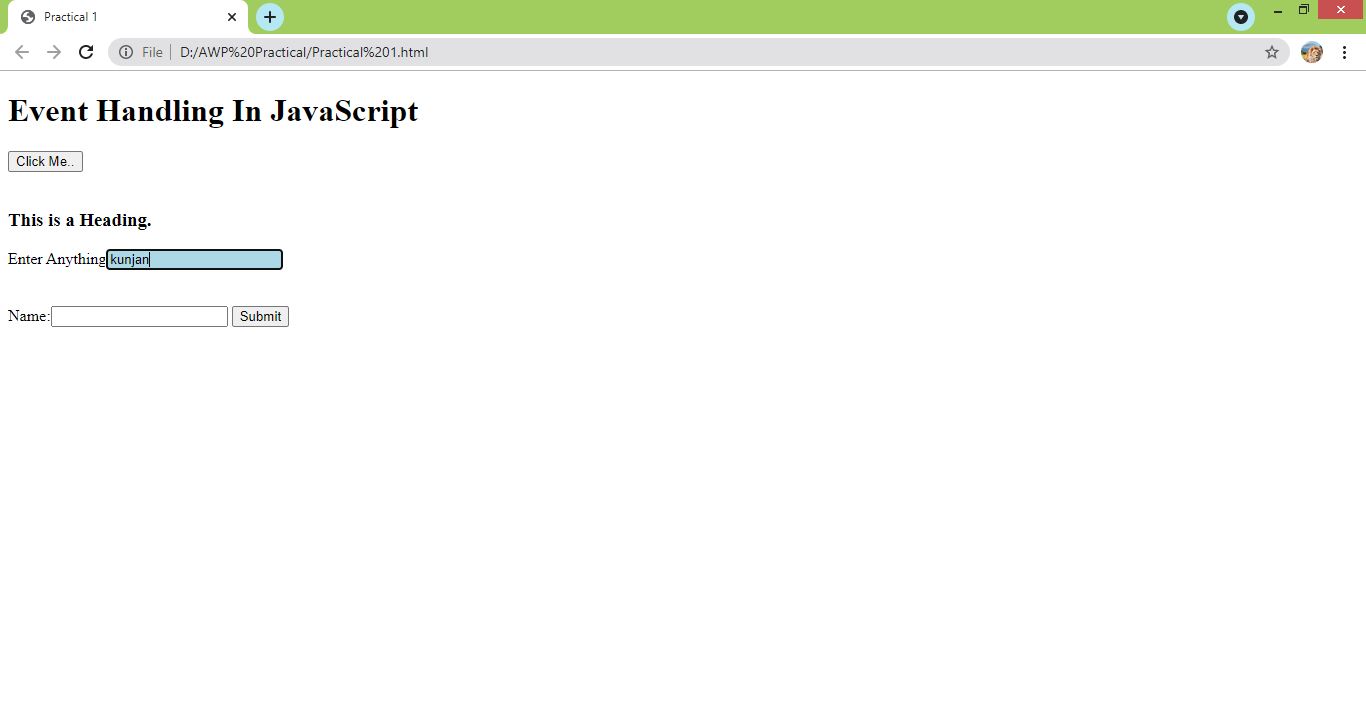 Practical 1
File D:/AWP%20Practical/Practical%201.html
Event Handling In JavaScript
Click Me..
This is a Heading.
Enter Anything kunjan
Name: Submit